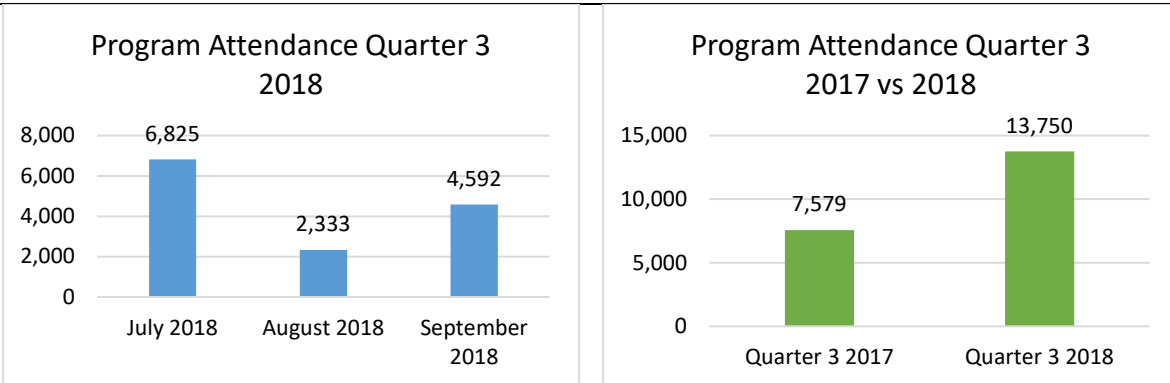 Program Attendance Quarter 3
2018
8,000
6,000
4,000
2,000
0
6,825
2,333
4,592
July 2018
August 2018
September
2018
Program Attendance Quarter 3
2017 vs 2018
15,000
10,000
5,000
0
7,579
13,750
Quarter 3 2017
Quarter 3 2018